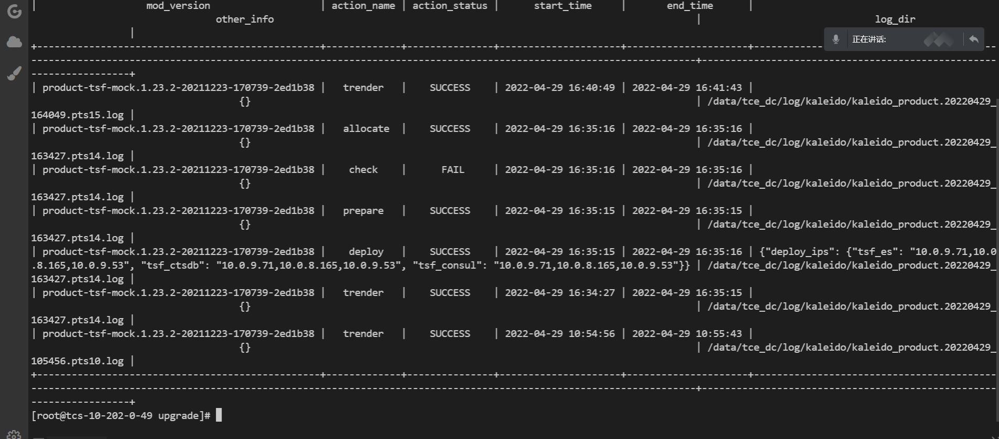 |                   mod_version                   | action_name | action_status |      start_time     |       end_time      |
other_info | log_dir
|
正在讲话:
+-------------------------------------------------+-------------+---------------+---------------------+---------------------+------------
-------------------------------------------------------------------------------------------------------------------+---------------------------------------------------
-----------------+
| product-tsf-mock.1.23.2-20211223-170739-2ed1b38 | trender | SUCCESS | 2022-04-29 16:40:49 | 2022-04-29 16:41:43 |
{} | /data/tce_dc/log/kaleido/kaleido_product.20220429_
164049.pts15.log |
| product-tsf-mock.1.23.2-20211223-170739-2ed1b38 | allocate | SUCCESS | 2022-04-29 16:35:16 | 2022-04-29 16:35:16 |
{} | /data/tce_dc/log/kaleido/kaleido_product.20220429_
163427.pts14.log |
| product-tsf-mock.1.23.2-20211223-170739-2ed1b38 | check | FAIL | 2022-04-29 16:35:16 | 2022-04-29 16:35:16 |
{} | /data/tce_dc/log/kaleido/kaleido_product.20220429_
163427.pts14.log |
| product-tsf-mock.1.23.2-20211223-170739-2ed1b38 | prepare | SUCCESS | 2022-04-29 16:35:15 | 2022-04-29 16:35:15 |
{} | /data/tce_dc/log/kaleido/kaleido_product.20220429_
163427.pts14.log |
| product-tsf-mock.1.23.2-20211223-170739-2ed1b38 | deploy | SUCCESS | 2022-04-29 16:35:15 | 2022-04-29 16:35:16 | {"deploy_ips": {"tsf_es": "10.0.9.71,10.0
.8.165,10.0.9.53", "tsf_ctsdb": "10.0.9.71,10.0.8.165,10.0.9.53", "tsf_consul": "10.0.9.71,10.0.8.165,10.0.9.53"}} | /data/tce_dc/log/kaleido/kaleido_product.20220429_
163427.pts14.log |
| product-tsf-mock.1.23.2-20211223-170739-2ed1b38 | trender | SUCCESS | 2022-04-29 16:34:27 | 2022-04-29 16:35:15 |
{} | /data/tce_dc/log/kaleido/kaleido_product.20220429_
163427.pts14.log |
| product-tsf-mock.1.23.2-20211223-170739-2ed1b38 | trender | SUCCESS | 2022-04-29 10:54:56 | 2022-04-29 10:55:43 |
{} | /data/tce_dc/log/kaleido/kaleido_product.20220429_
105456.pts10.log |
+-------------------------------------------------+-------------+---------------+---------------------+---------------------+------------------------------------------
-------------------------------------------------------------------------------------------------------------------+---------------------------------------------------
-----------------+
[root@tcs-10-202-0-49 upgrade]#